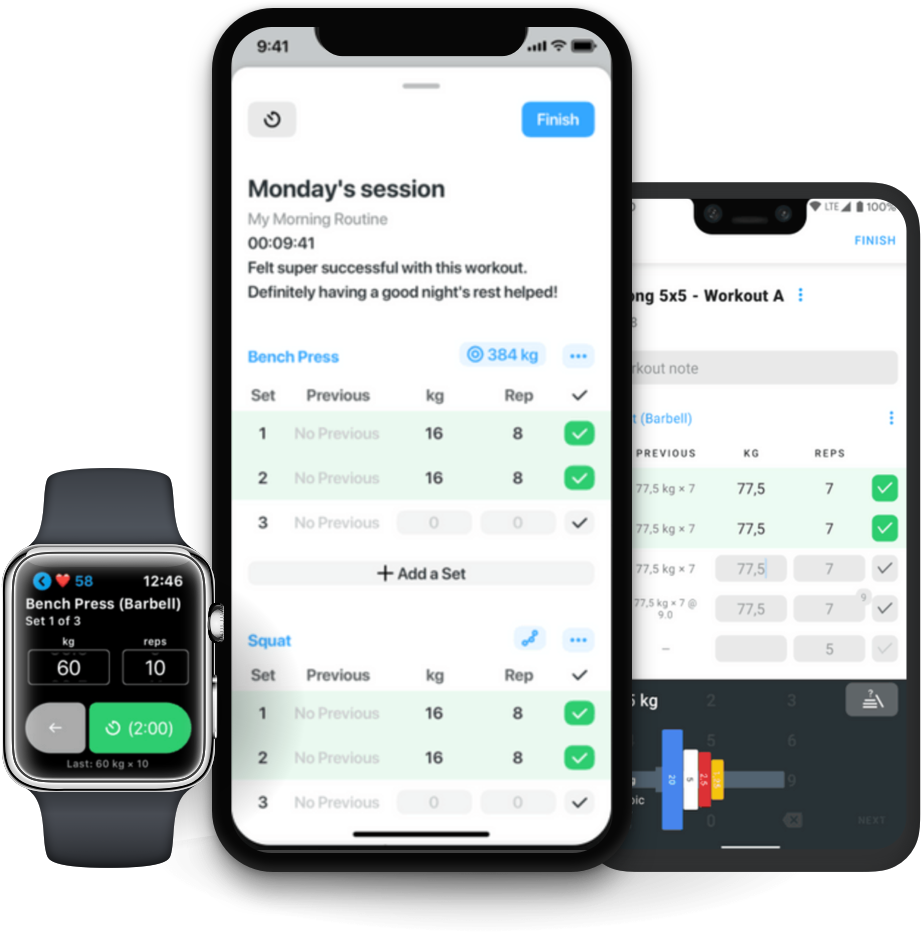 9:41
Finish
Monday's session
My Morning Routine
00:09:41
Felt super successful with this workout.
Definitely having a good night's rest helped!
Bench Press 384 kg
Set Previous kg Rep
1 No Previous 16 8
2 No Previous 16 8
3 No Previous 0 0
+ Add a Set
Squat
Set Previous kg Rep
1 No Previous 16 8
2 No Previous 16 8
3 No Previous 0 0
58 12:46
Bench Press (Barbell)
Set 1 of 3
kg reps
60 10
← (2:00)
Last: 60 kg × 10
LTE 100%
FINISH
ong 5x5 - Workout A
8
rkout note
t (Barbell)
PREVIOUS KG REPS
77,5 kg × 7 77,5 7
77,5 kg × 7 77,5 7
77,5 kg × 7 77,5 7
77,5 kg × 7 @ 9.0 77,5 7 9
– 5
5 kg 2 3
5 6
20 5 2,5
9
0 NEXT